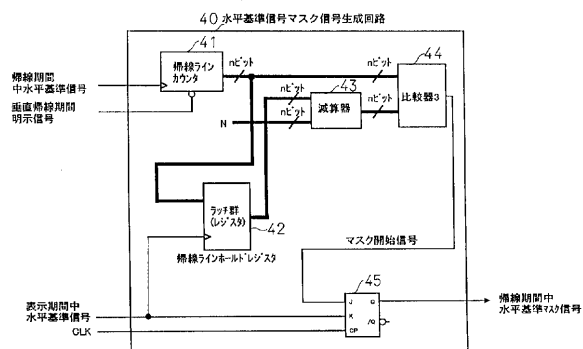 40 水平基準信号マスク信号生成回路
41
帰線ライン
カウンタ
nビット
nビット
44
比較器3
帰線期間
中水平基準信号
垂直帰線期間
明示信号
nビット
43
減算器
nビット
N
nビット
ラッチ群
(レジスタ)
42
帰線ラインホールドレジスタ
マスク開始信号
45
J
Q
K
/Q
CP
帰線期間中
水平基準マスク信号
表示期間中
水平基準信号
CLK